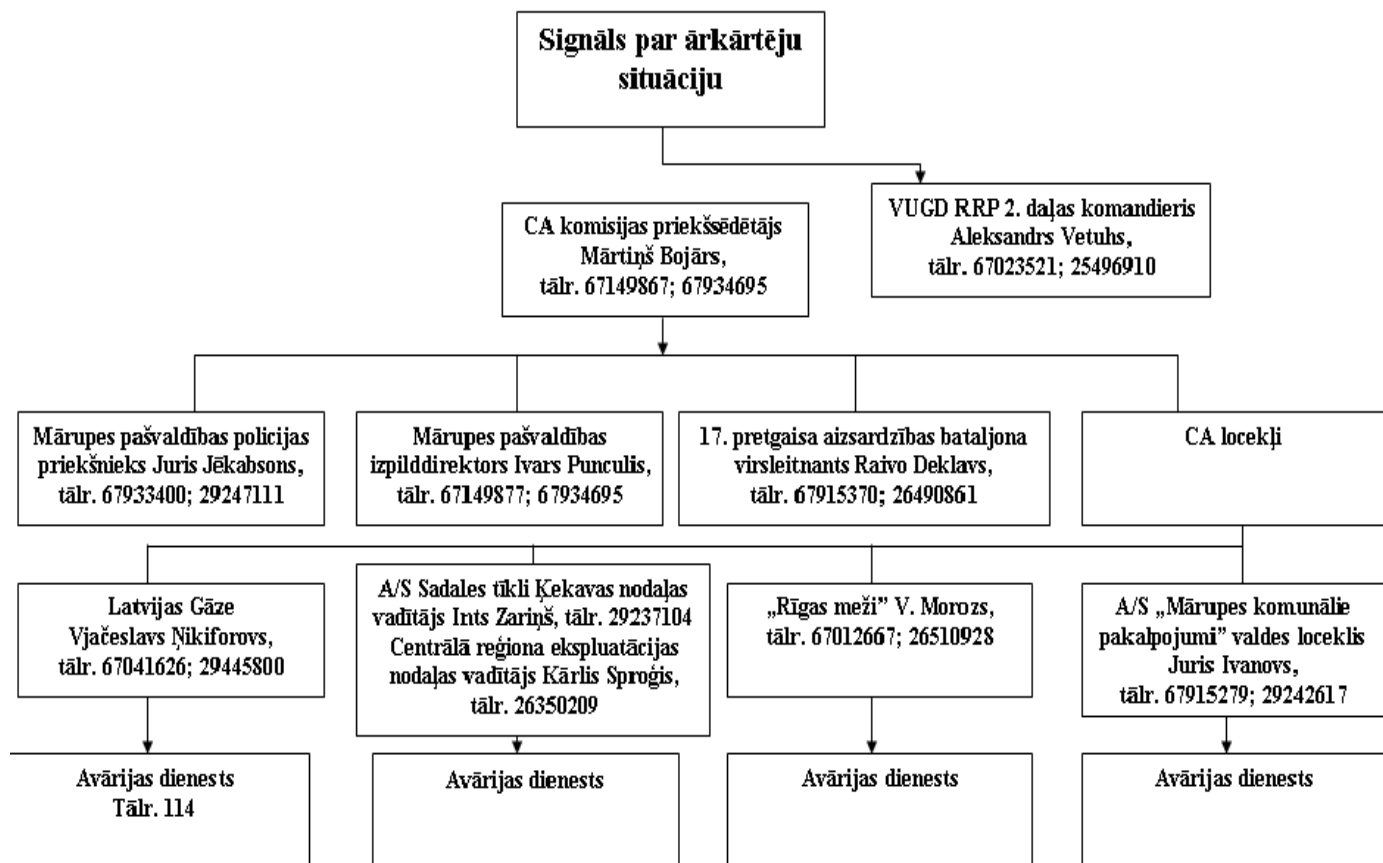 Signāls par ārkārtēju
situāciju
VUGD RRP 2. daļas komandieris
Aleksandrs Vetuhs,
tālr. 67023521; 25496910
CA komisijas priekšsēdētājs
Mārtiņš Bojārs,
tālr. 67149867; 67934695
Mārupes pašvaldības policijas
priekšnieks Juris Jēkabsons,
tālr. 67933400; 29247111
Mārupes pašvaldības
izpilddirektors Ivars Punculis,
tālr. 67149877; 67934695
17. pretgaisa aizsardzības bataljona
virsleitnants Raivo Deklavs,
tālr. 67915370; 26490861
CA locekļi
Latvijas Gāze
Vjačeslavs Ņikiforovs,
tālr. 67041626; 29445800
A/S Sadales tīkli Ķekavas nodaļas
vadītājs Ints Zariņš, tālr. 29237104
Centrālā reģiona ekspluatācijas
nodaļas vadītājs Kārlis Sproģis,
tālr. 26350209
„Rīgas meži” V. Morozs,
tālr. 67012667; 26510928
A/S „Mārupes komunālie
pakalpojumi” valdes loceklis
Juris Ivanovs,
tālr. 67915279; 29242617
Avārijas dienests
Tālr. 114
Avārijas dienests
Avārijas dienests
Avārijas dienests